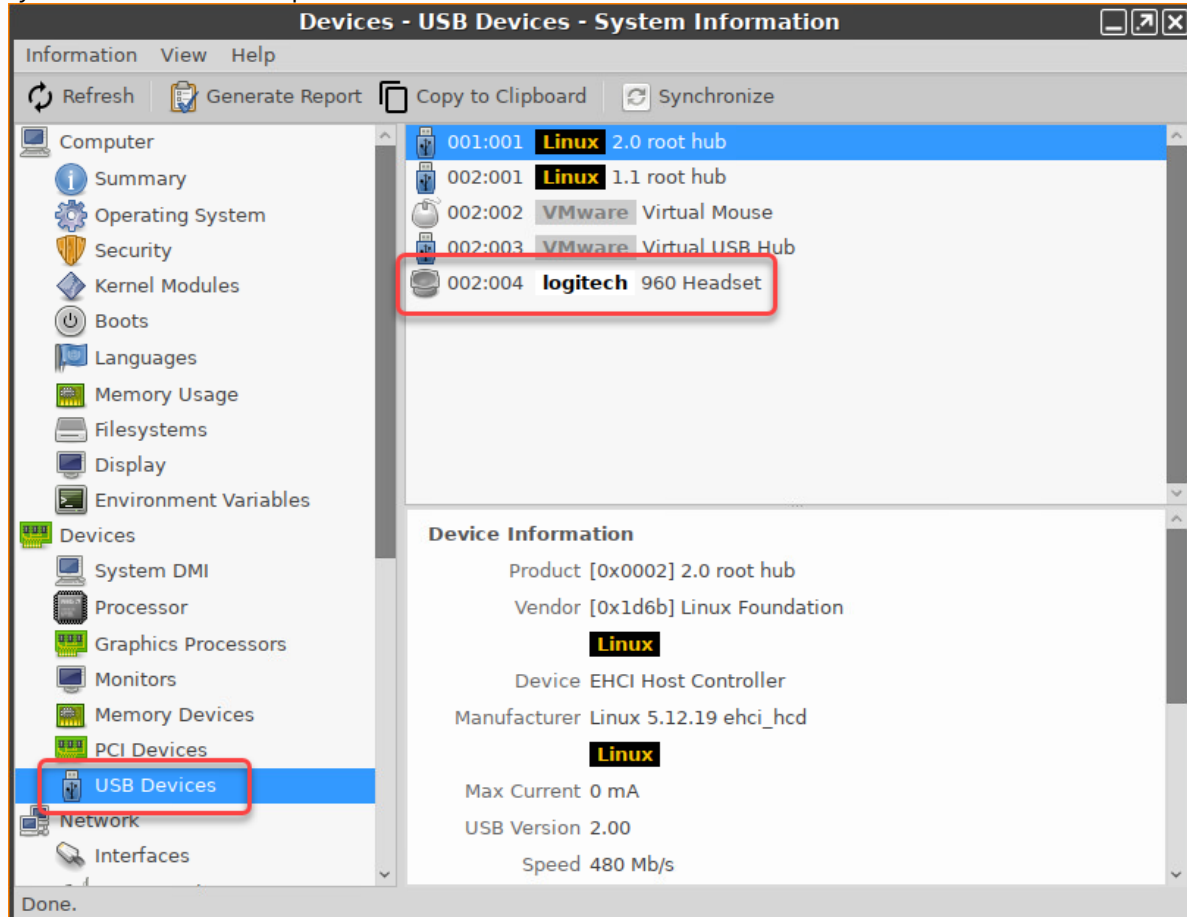 Devices - USB Devices - System Information
Information View Help
Refresh Generate Report Copy to Clipboard Synchronize
Computer
Summary
Operating System
Security
Kernel Modules
Boots
Languages
Memory Usage
Filesystems
Display
Environment Variables
Devices
System DMI
Processor
Graphics Processors
Monitors
Memory Devices
PCI Devices
USB Devices
Network
Interfaces
001:001 Linux 2.0 root hub
002:001 Linux 1.1 root hub
002:002 VMware Virtual Mouse
002:003 VMware Virtual USB Hub
002:004 logitech 960 Headset
Device Information
Product [0x0002] 2.0 root hub
Vendor [0x1d6b] Linux Foundation
Linux
Device EHCI Host Controller
Manufacturer Linux 5.12.19 ehci_hcd
Linux
Max Current 0 mA
USB Version 2.00
Speed 480 Mb/s
Done.